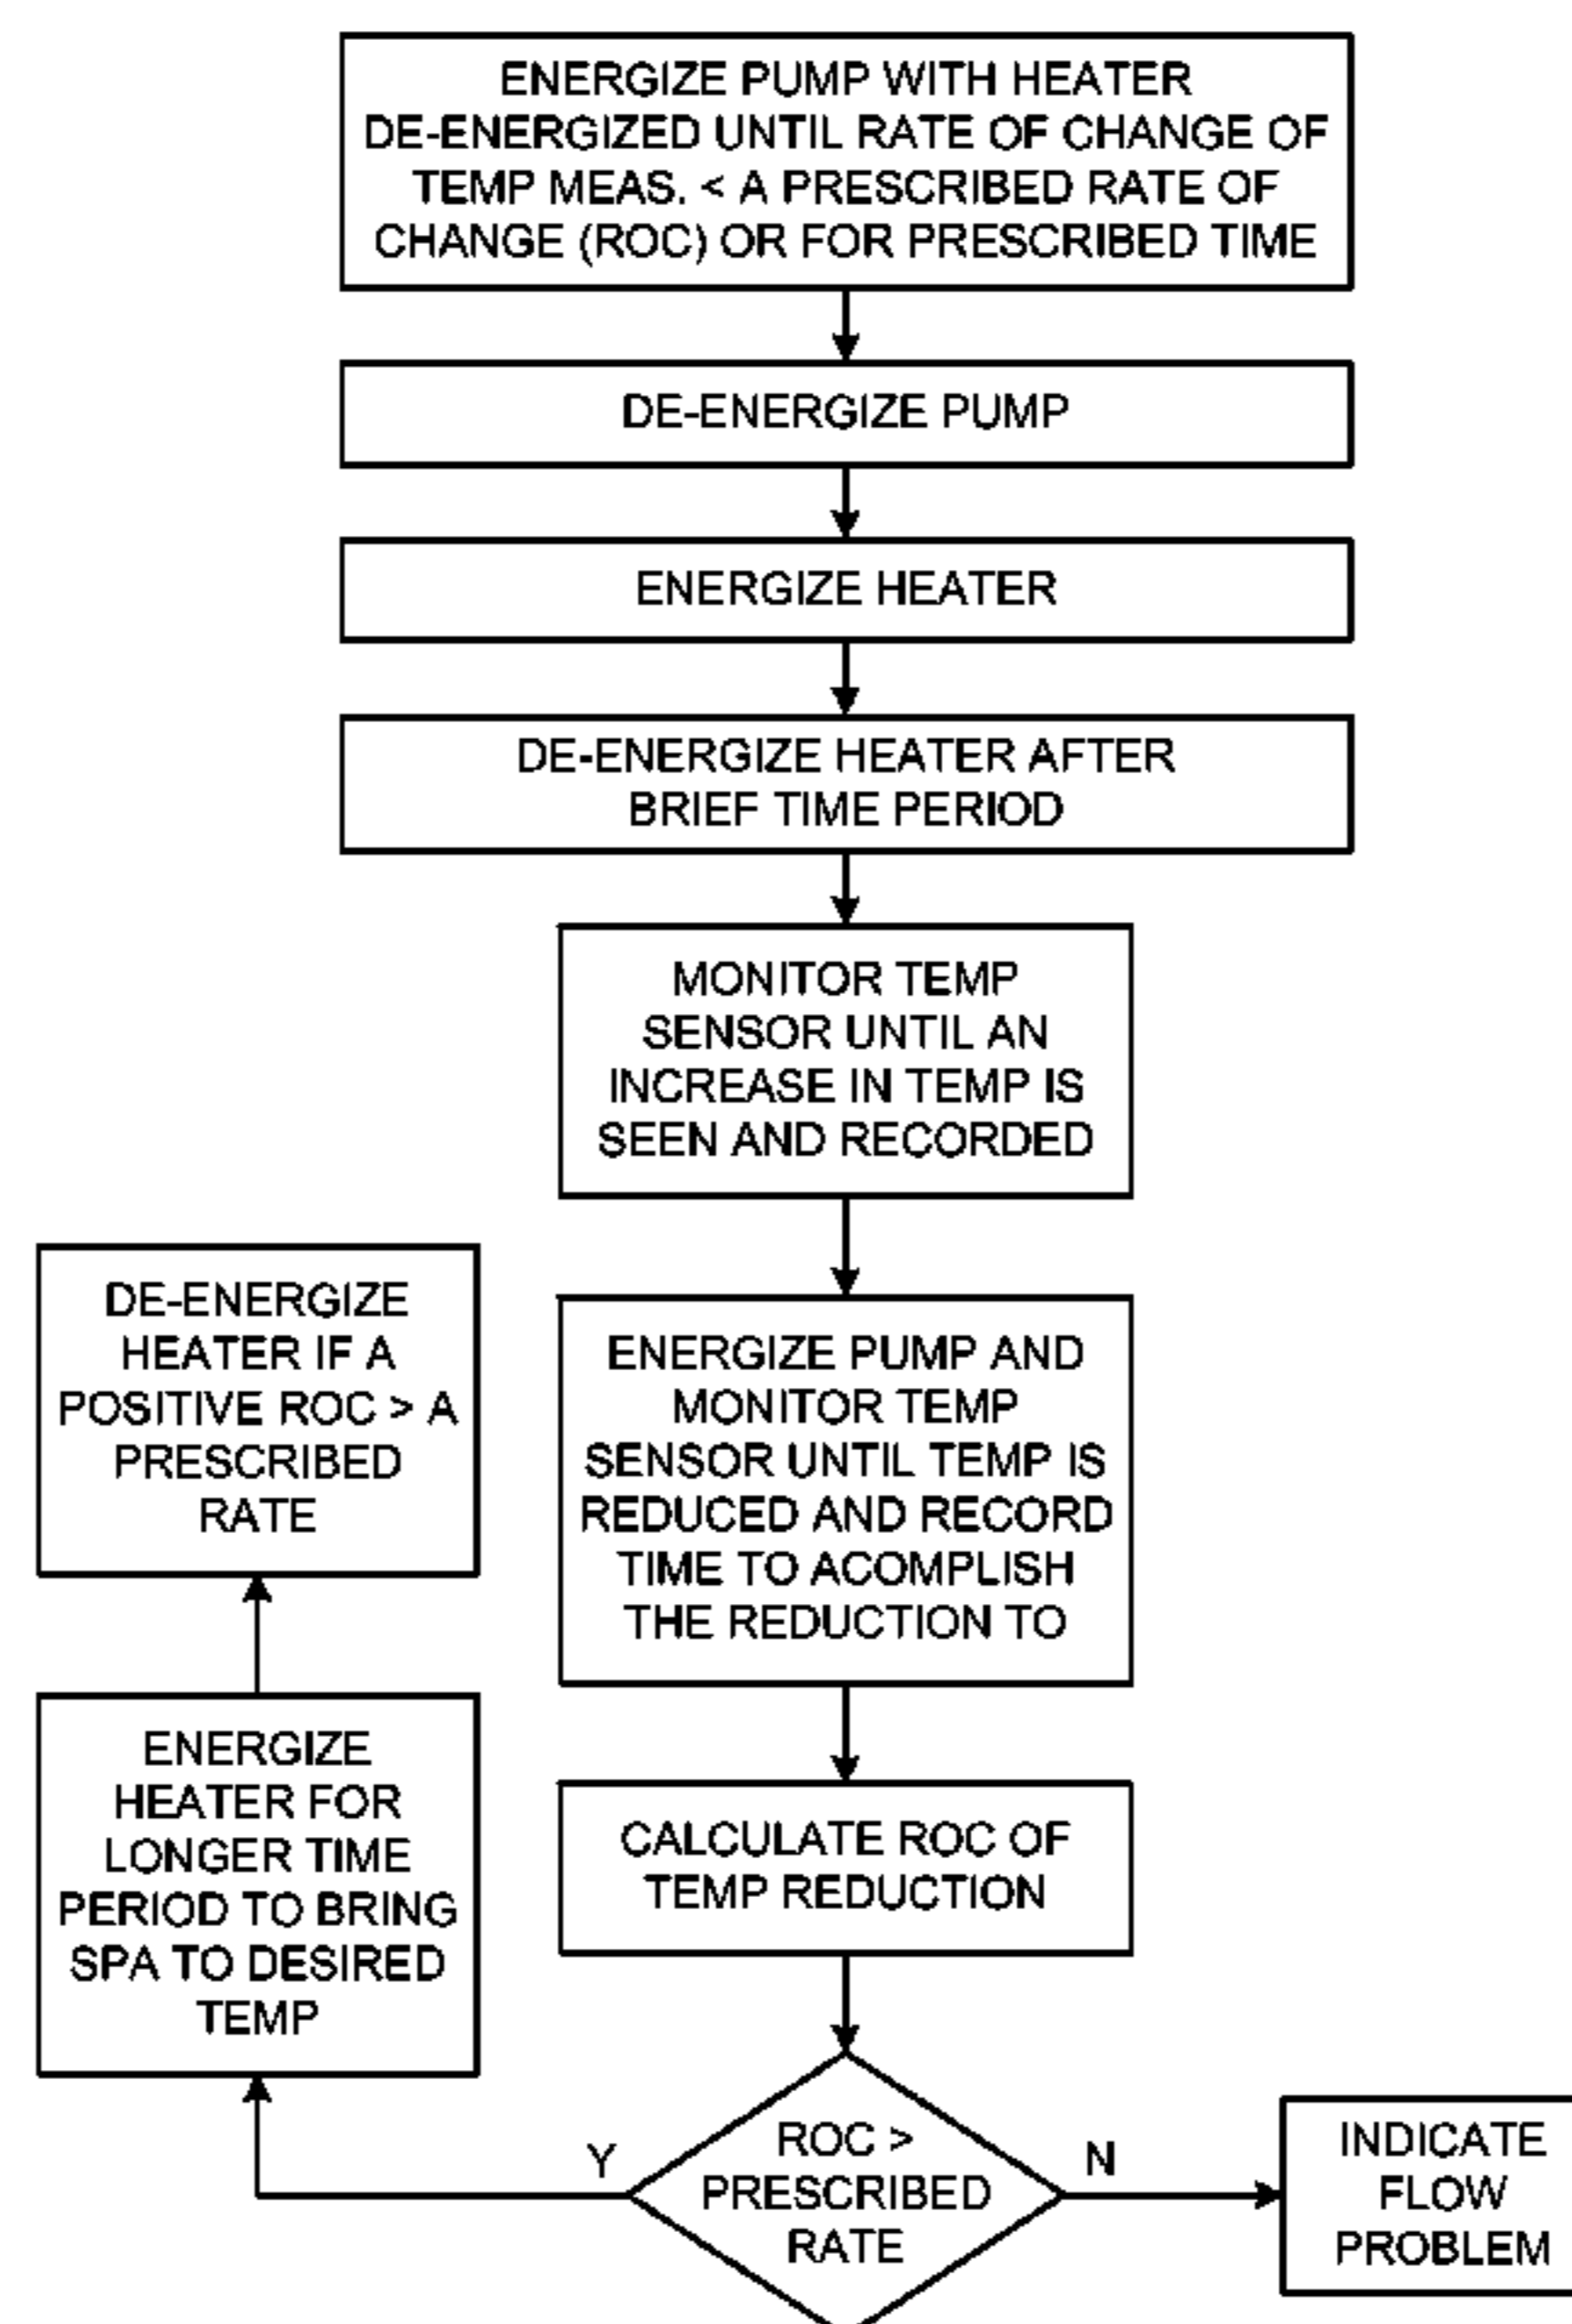 ENERGIZE PUMP WITH HEATER
DE-ENERGIZED UNTIL RATE OF CHANGE OF
TEMP MEAS. < A PRESCRIBED RATE OF
CHANGE (ROC) OR FOR PRESCRIBED TIME
DE-ENERGIZE PUMP
ENERGIZE HEATER
DE-ENERGIZE HEATER AFTER
BRIEF TIME PERIOD
MONITOR TEMP
SENSOR UNTIL AN
INCREASE IN TEMP IS
SEEN AND RECORDED
ENERGIZE PUMP AND
MONITOR TEMP
SENSOR UNTIL TEMP IS
REDUCED AND RECORD
TIME TO ACOMPLISH
THE REDUCTION TO
CALCULATE ROC OF
TEMP REDUCTION
ROC >
PRESCRIBED
RATE
Y
N
ENERGIZE
HEATER FOR
LONGER TIME
PERIOD TO BRING
SPA TO DESIRED
TEMP
DE-ENERGIZE
HEATER IF A
POSITIVE ROC > A
PRESCRIBED
RATE
INDICATE
FLOW
PROBLEM